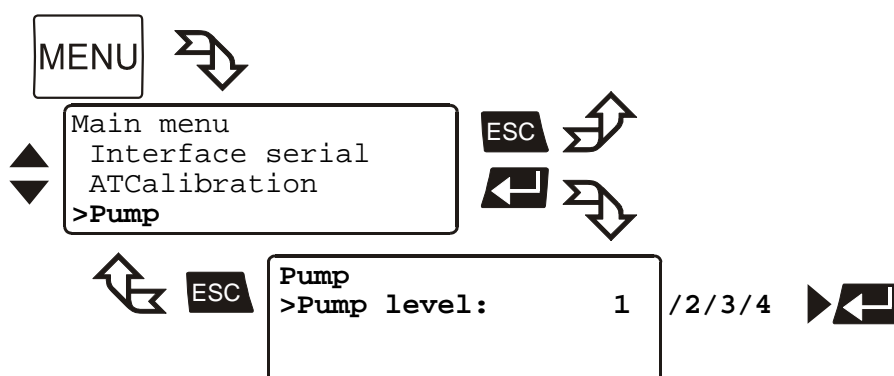 MENU
Main menu
Interface serial
ATCalibration
>Pump
ESC
ESC
Pump
>Pump level: 1 /2/3/4